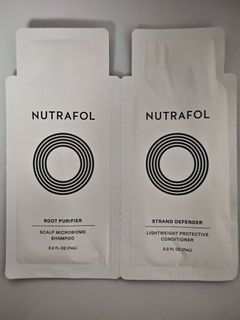 NUTRAFOL
ROOT PURIFIER
SCALP MICROBIOME
SHAMPOO
0.2 FL OZ (7mL)
NUTRAFOL
STRAND DEFENDER
LIGHTWEIGHT PROTECTIVE
CONDITIONER
0.2 FL OZ (7mL)